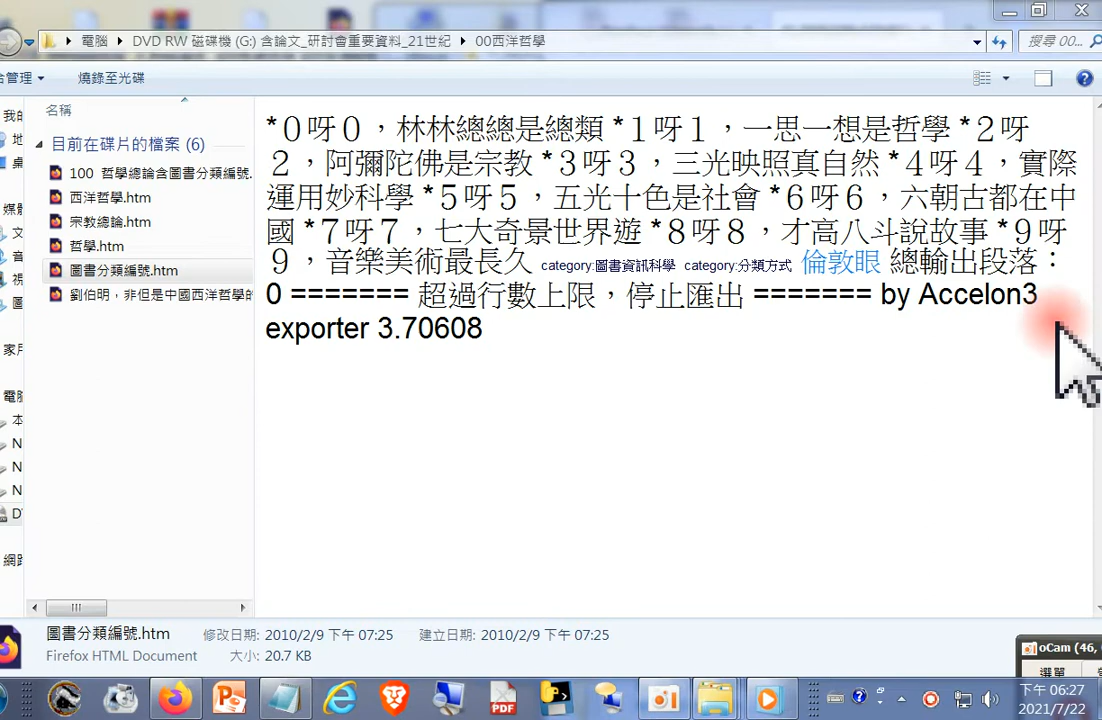 電腦 DVD RW 磁碟機 (G:) 含論文_研討會重要資料_21世紀 00西洋哲學
搜尋 00...
合管理 燒錄至光碟
名稱
目前在碟片的檔案 (6)
100 哲學總論含圖書分類編號.
西洋哲學.htm
宗教總論.htm
哲學.htm
圖書分類編號.htm
劉伯明，非但是中國西洋哲學的
*０呀０，林林總總是總類 *１呀１，一思一想是哲學 *２呀
２，阿彌陀佛是宗教 *３呀３，三光映照真自然 *４呀４，實際
運用妙科學 *５呀５，五光十色是社會 *６呀６，六朝古都在中
國 *７呀７，七大奇景世界遊 *８呀８，才高八斗說故事 *９呀
９，音樂美術最長久 category:圖書資訊科學 category:分類方式 倫敦眼 總輸出段落：
0 ======= 超過行數上限，停止匯出 ======= by Accelon3
exporter 3.70608
圖書分類編號.htm 修改日期: 2010/2/9 下午 07:25 建立日期: 2010/2/9 下午 07:25
Firefox HTML Document 大小: 20.7 KB
oCam (46,
選單
PDF
下午 06:27
2021/7/22